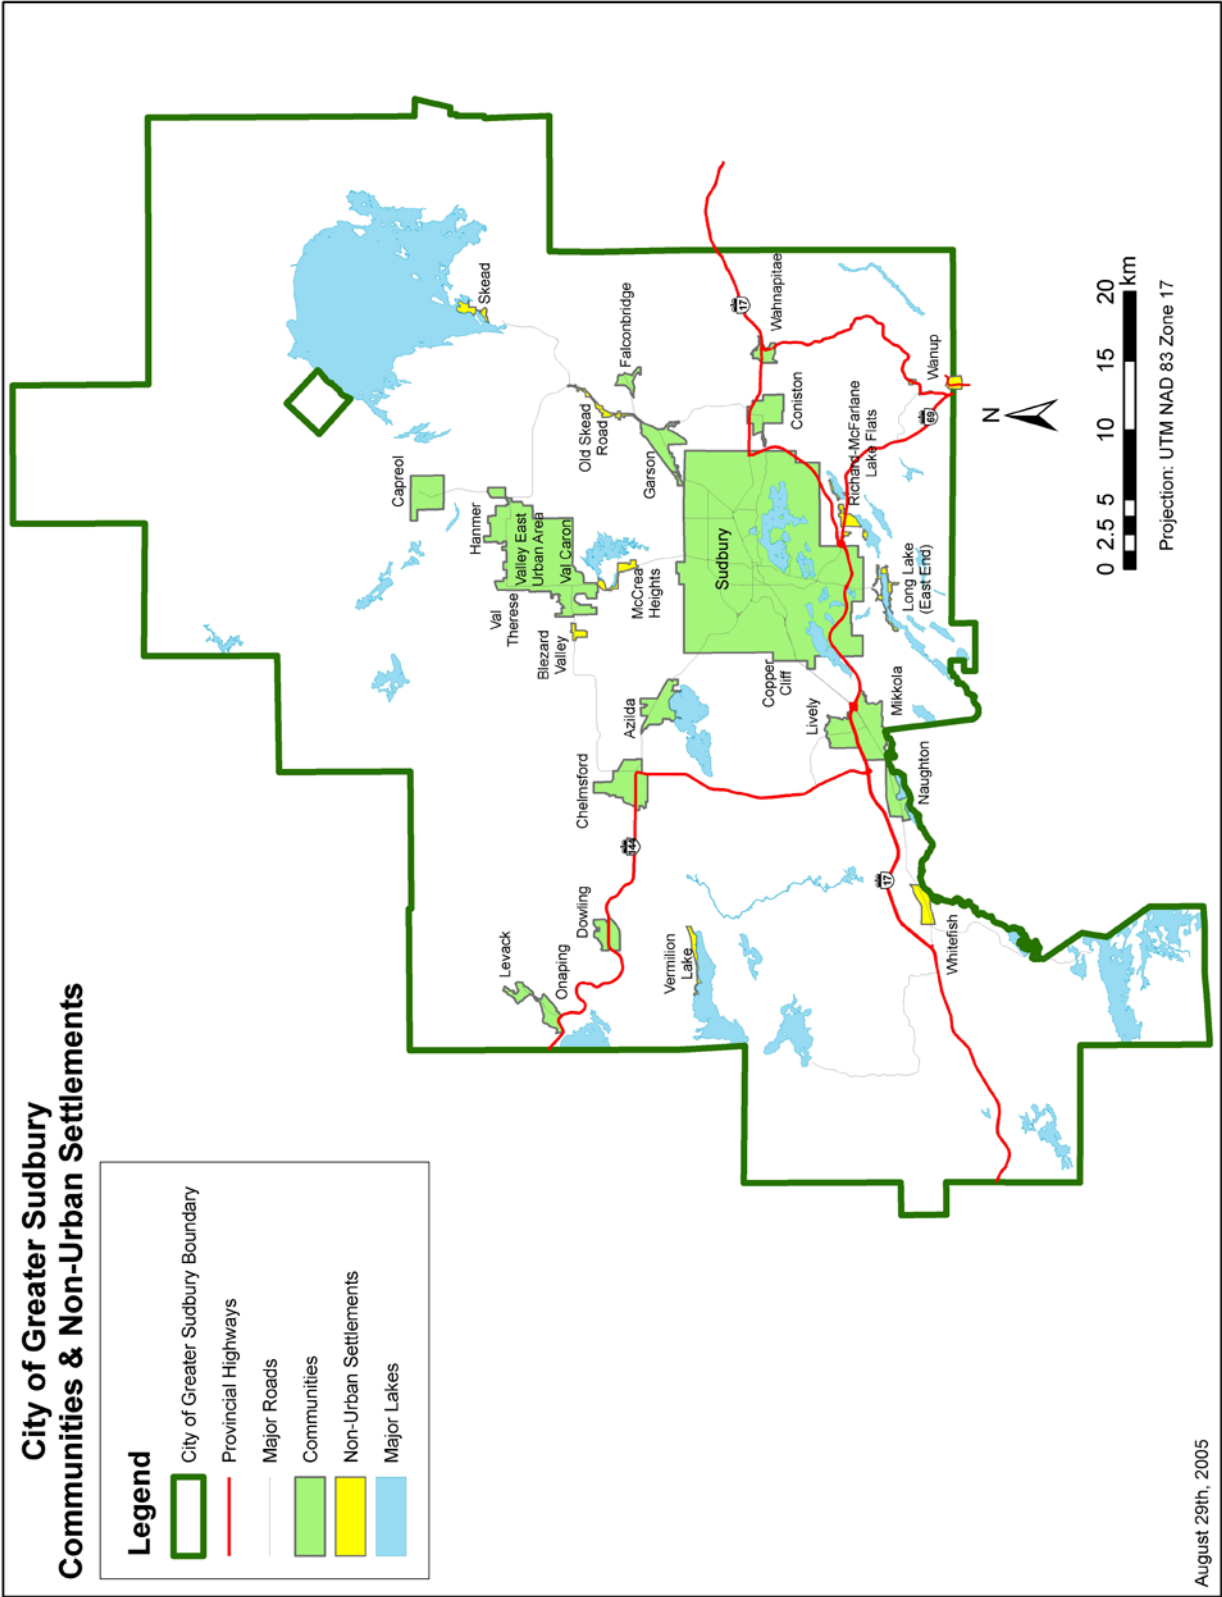 City of Greater Sudbury
Communities & Non-Urban Settlements
Legend
City of Greater Sudbury Boundary
Provincial Highways
Major Roads
Communities
Non-Urban Settlements
Major Lakes
Levack
Onaping
Dowling
Chelmsford
144
Azilda
Blezard
Valley
Val
Therese
Hanmer
Capreol
Valley East
Urban Area
Val Caron
McCrea
Heights
Old Skead
Road
Skead
Falconbridge
Garson
Sudbury
Vermilion
Lake
Copper
Cliff
Lively
Mikkola
Naughton
17
Whitefish
Long Lake
(East End)
Richard-McFarlane
Lake Flats
Coniston
Wahnapitae
17
Wanup
69
N
0 2.5 5 10 15 20
km
Projection: UTM NAD 83 Zone 17
August 29th, 2005